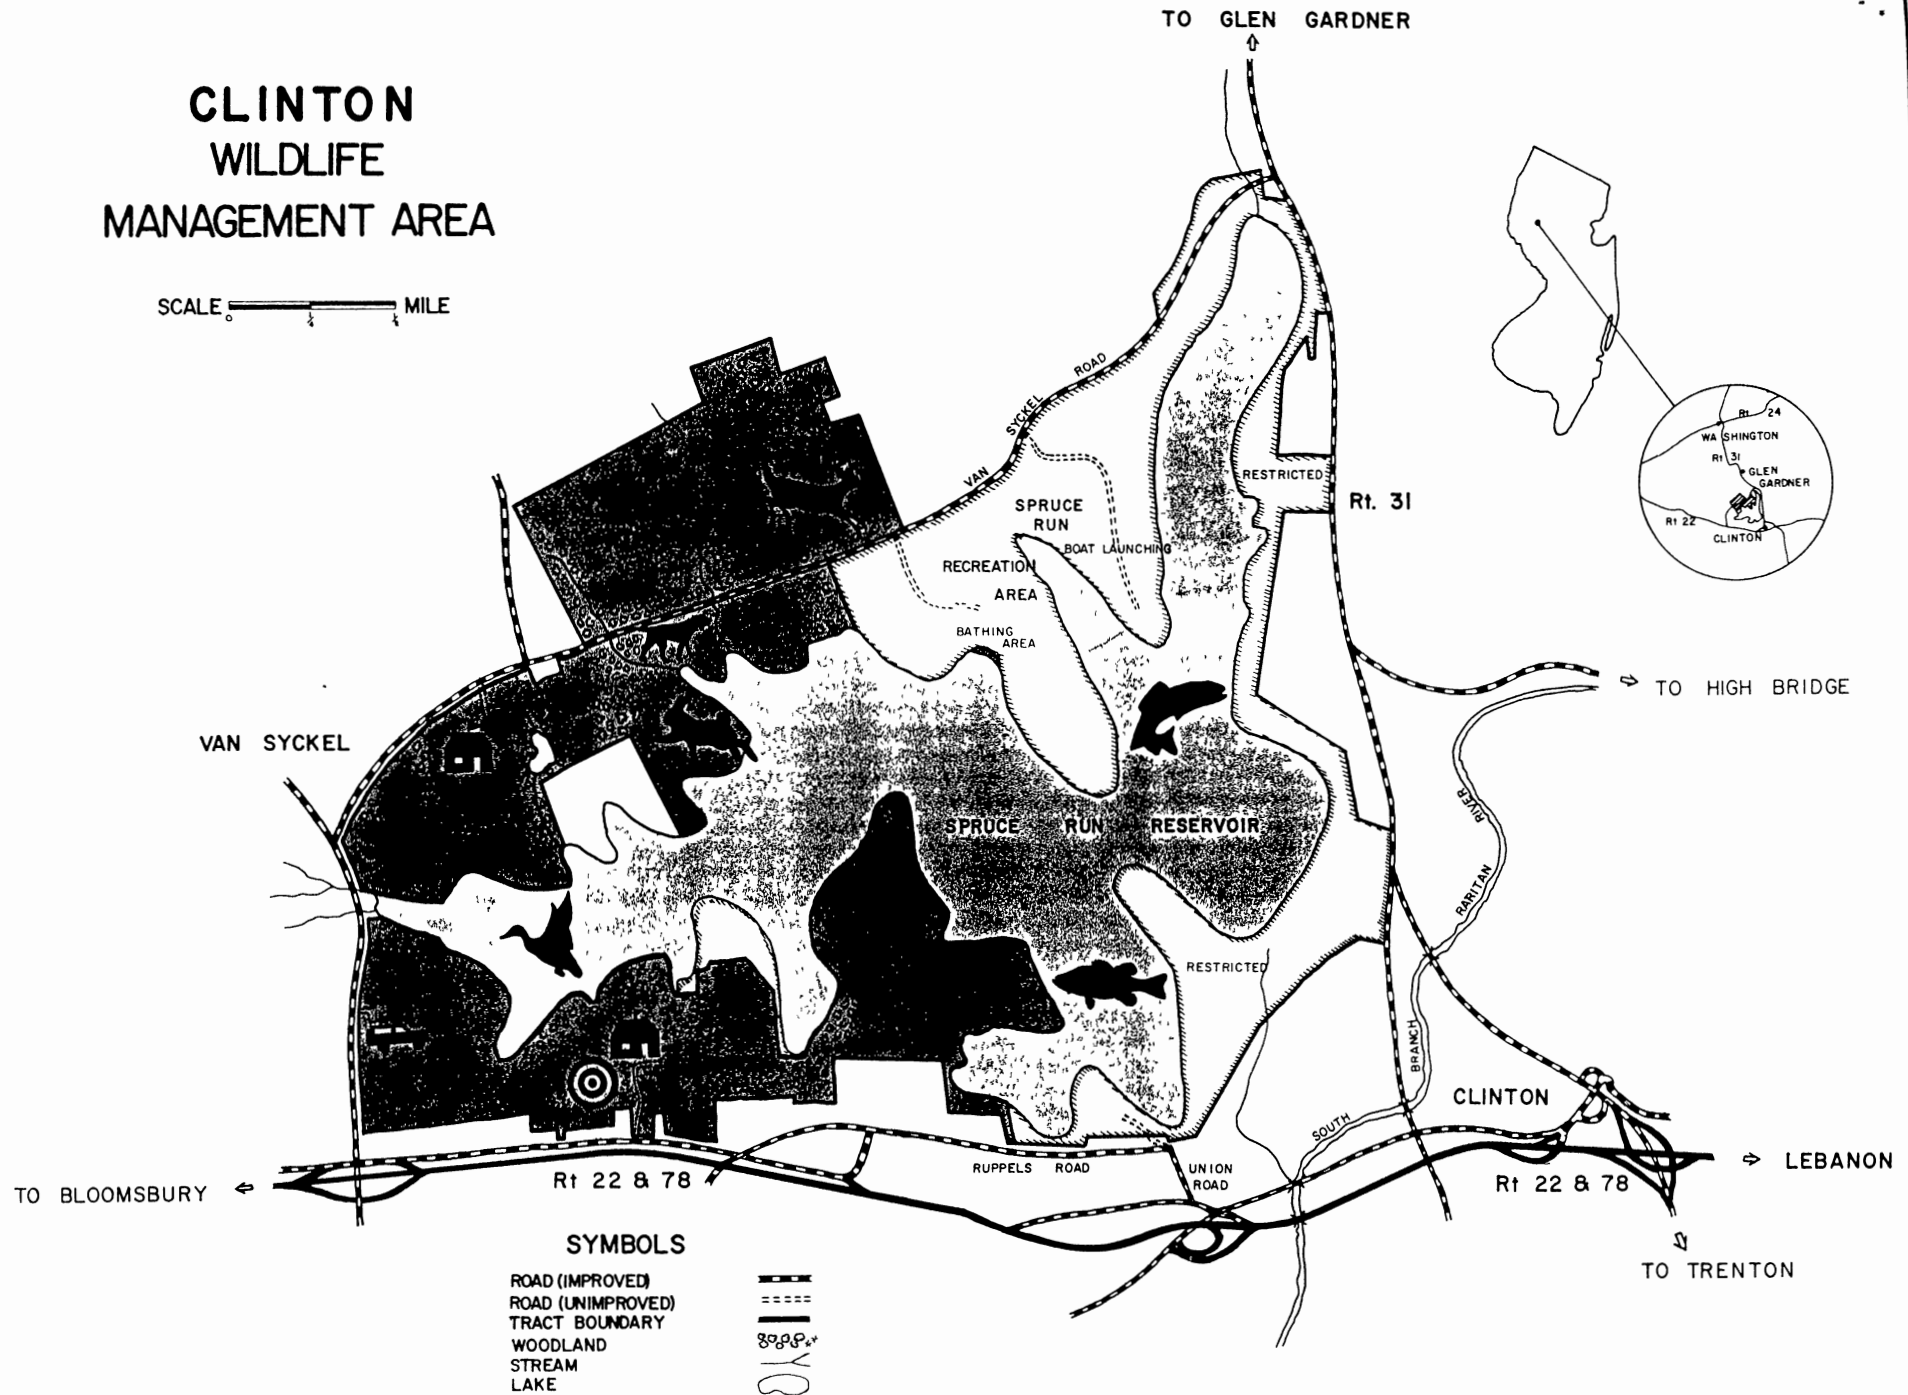 TO GLEN GARDNER
CLINTON
WILDLIFE
MANAGEMENT AREA
SCALE
MILE
0
VAN SYCKEL ROAD
RESTRICTED
Rt. 31
SPRUCE
RUN
BOAT LAUNCHING
RECREATION
AREA
BATHING
AREA
Rt 24
WASHINGTON
Rt 31
GLEN
GARDNER
Rt 22
CLINTON
TO HIGH BRIDGE
VAN SYCKEL
SPRUCE RUN RESERVOIR
RESTRICTED
SOUTH BRANCH RARITAN RIVER
CLINTON
LEBANON
RUPPELS ROAD
UNION
ROAD
Rt 22 & 78
Rt 22 & 78
TO BLOOMSBURY
TO TRENTON
SYMBOLS
ROAD (IMPROVED)
ROAD (UNIMPROVED)
TRACT BOUNDARY
WOODLAND
STREAM
LAKE